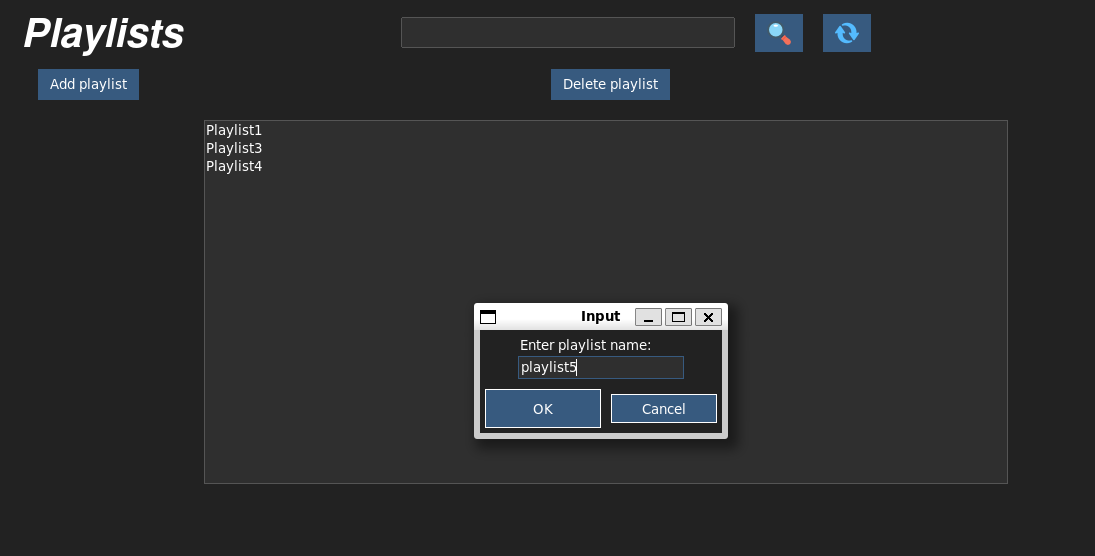 Playlists
Add playlist
Delete playlist
Playlist1
Playlist3
Playlist4
Input
Enter playlist name:
playlist5
OK
Cancel